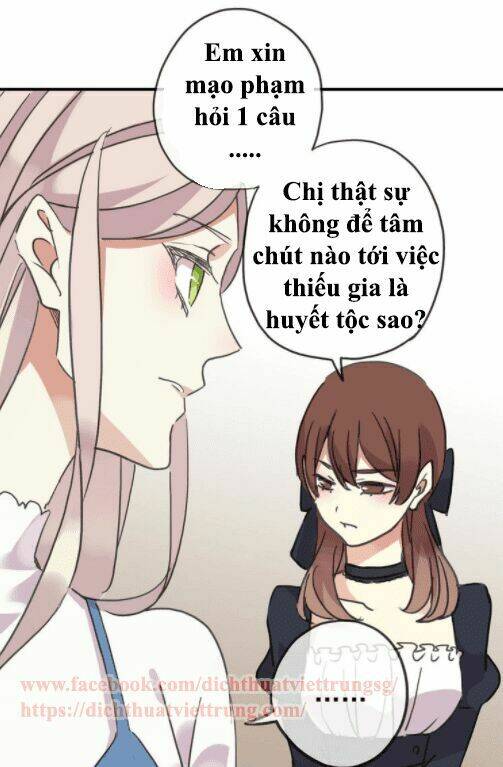 Em xin
mạo phạm
hỏi 1 câu
.....
Chị thật sự
không để tâm
chút nào tới việc
thiếu gia là
huyết tộc sao?
......
www.facebook.com/dichthuatviettrungsg/
https://dichthuatviettrung.com/